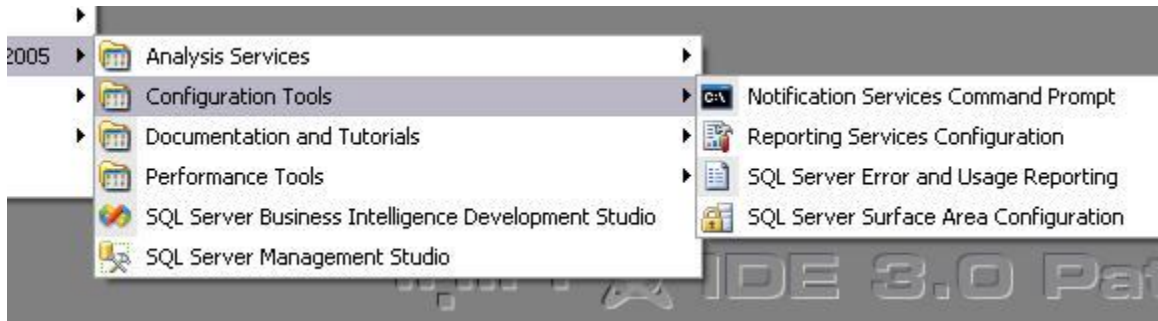 2005
Analysis Services
Configuration Tools
Documentation and Tutorials
Performance Tools
SQL Server Business Intelligence Development Studio
SQL Server Management Studio
C:\
Notification Services Command Prompt
Reporting Services Configuration
SQL Server Error and Usage Reporting
SQL Server Surface Area Configuration
IDE 3.0